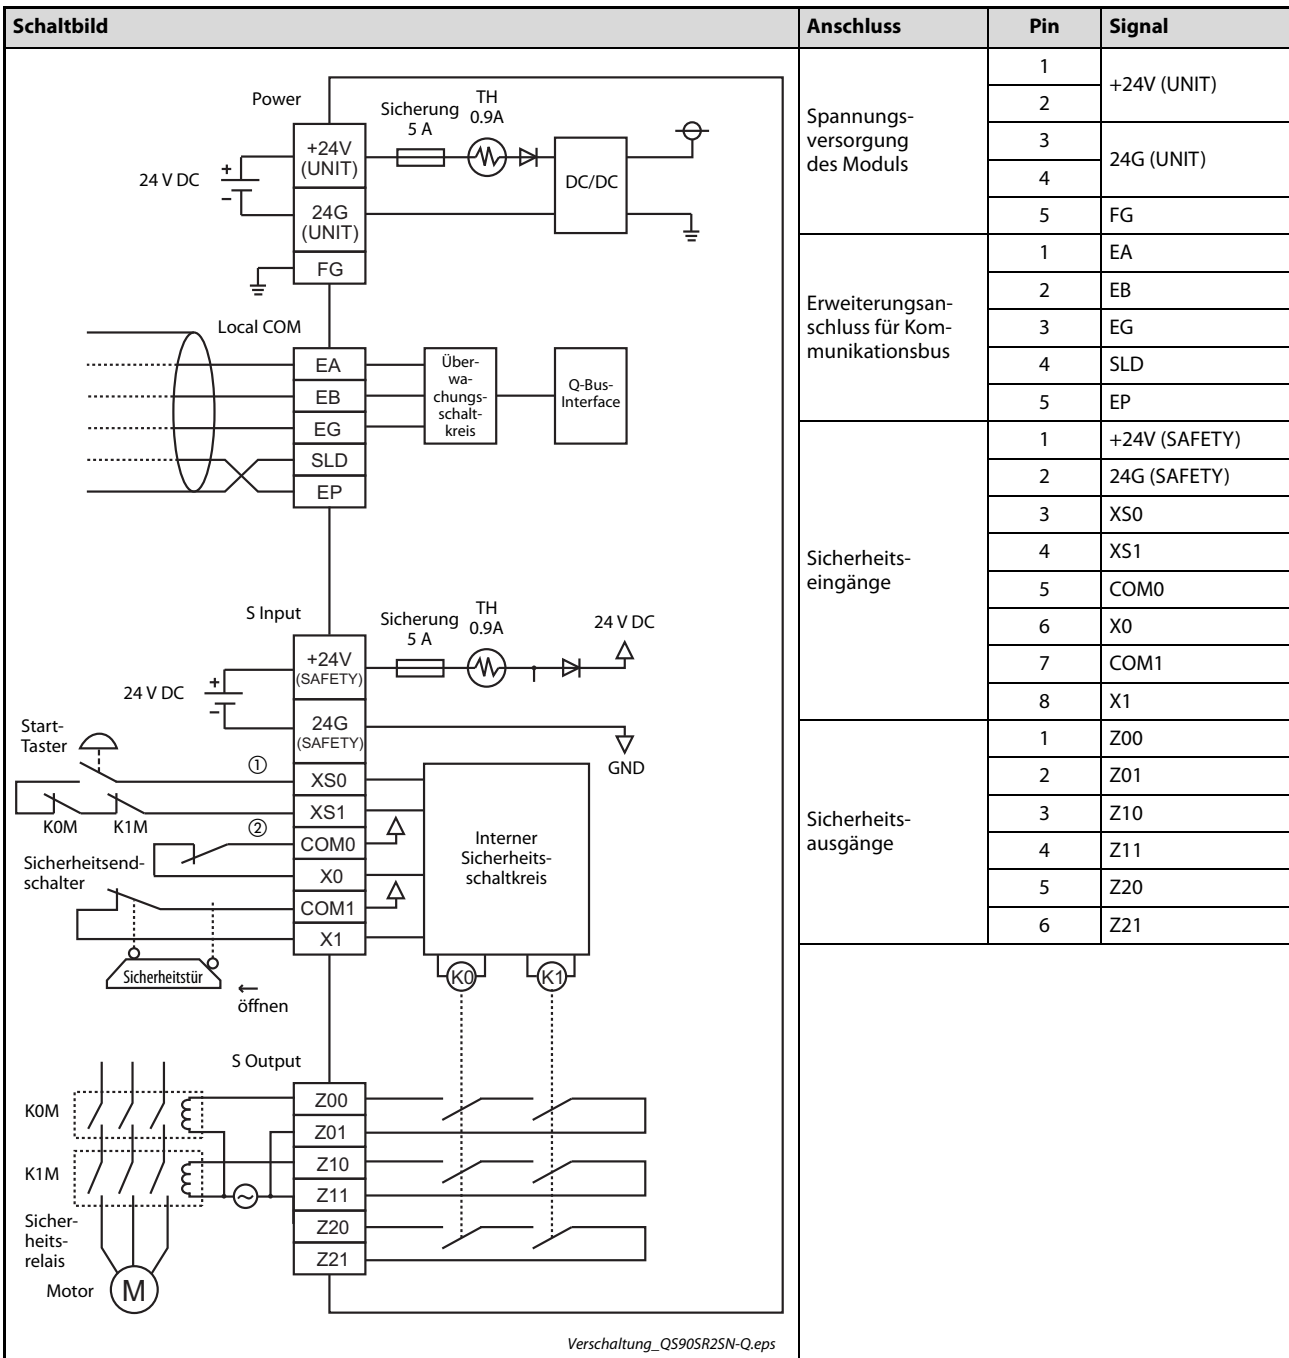 Schaltbild
Anschluss
Pin
Signal
Power
Sicherung
5 A
TH
0.9A
+24V
(UNIT)
24 V DC
+
−
24G
(UNIT)
DC/DC
FG
Local COM
EA
EB
EG
SLD
EP
Über-
wa-
chungs-
schalt-
kreis
Q-Bus-
Interface
S Input
Sicherung
5 A
TH
0.9A
24 V DC
+24V
(SAFETY)
24 V DC
+
−
24G
(SAFETY)
GND
Start-
Taster
①
XS0
XS1
K0M
K1M
②
COM0
X0
Sicherheitsend-
schalter
COM1
X1
Interner
Sicherheits-
schaltkreis
Sicherheitstür
←
öffnen
K0
K1
S Output
K0M
Z00
Z01
K1M
Z10
Z11
Z20
Z21
Sicher-
heits-
relais
Motor
M
Verschaltung_QS90SR2SN-Q.eps
Spannungs-
versorgung
des Moduls
1
2
+24V (UNIT)
3
4
24G (UNIT)
5
FG
Erweiterungsan-
schluss für Kom-
munikationsbus
1
EA
2
EB
3
EG
4
SLD
5
EP
Sicherheits-
eingänge
1
+24V (SAFETY)
2
24G (SAFETY)
3
XS0
4
XS1
5
COM0
6
X0
7
COM1
8
X1
Sicherheits-
ausgänge
1
Z00
2
Z01
3
Z10
4
Z11
5
Z20
6
Z21